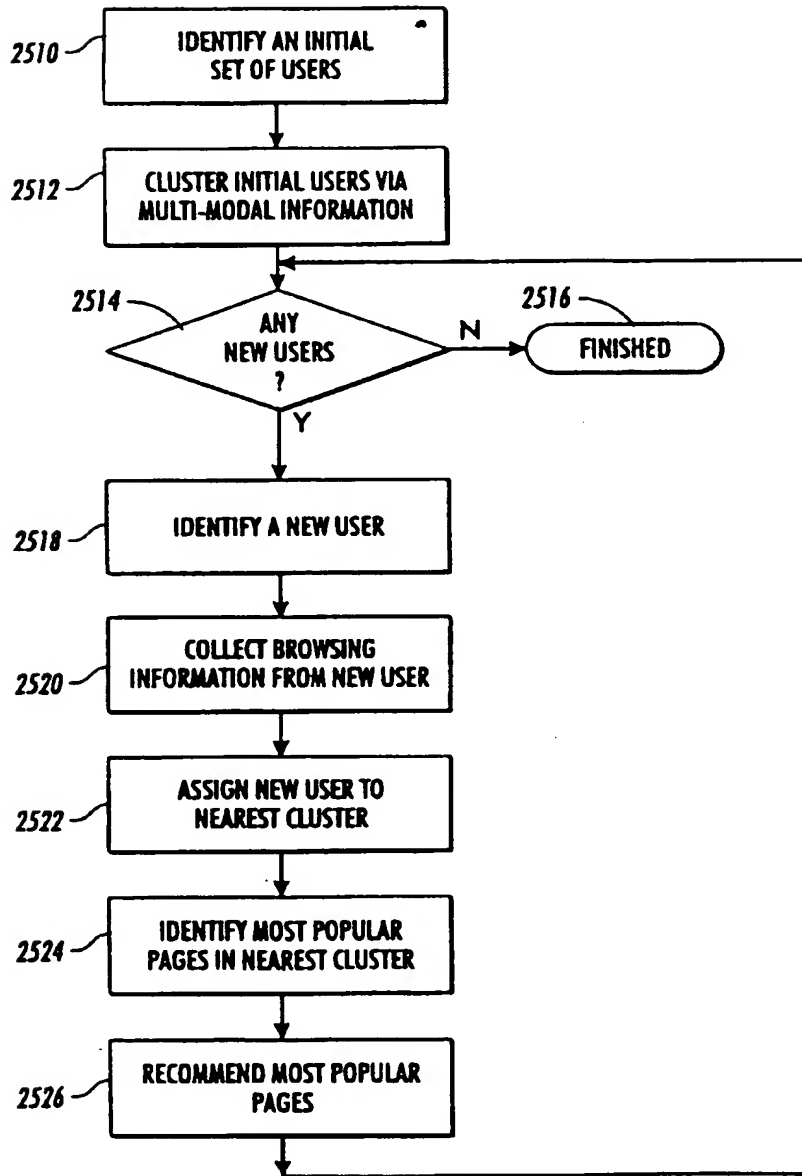 2510
IDENTIFY AN INITIAL
SET OF USERS
2512
CLUSTER INITIAL USERS VIA
MULTI-MODAL INFORMATION
2514
ANY
NEW USERS
?
N
2516
FINISHED
Y
2518
IDENTIFY A NEW USER
2520
COLLECT BROWSING
INFORMATION FROM NEW USER
2522
ASSIGN NEW USER TO
NEAREST CLUSTER
2524
IDENTIFY MOST POPULAR
PAGES IN NEAREST CLUSTER
2526
RECOMMEND MOST POPULAR
PAGES